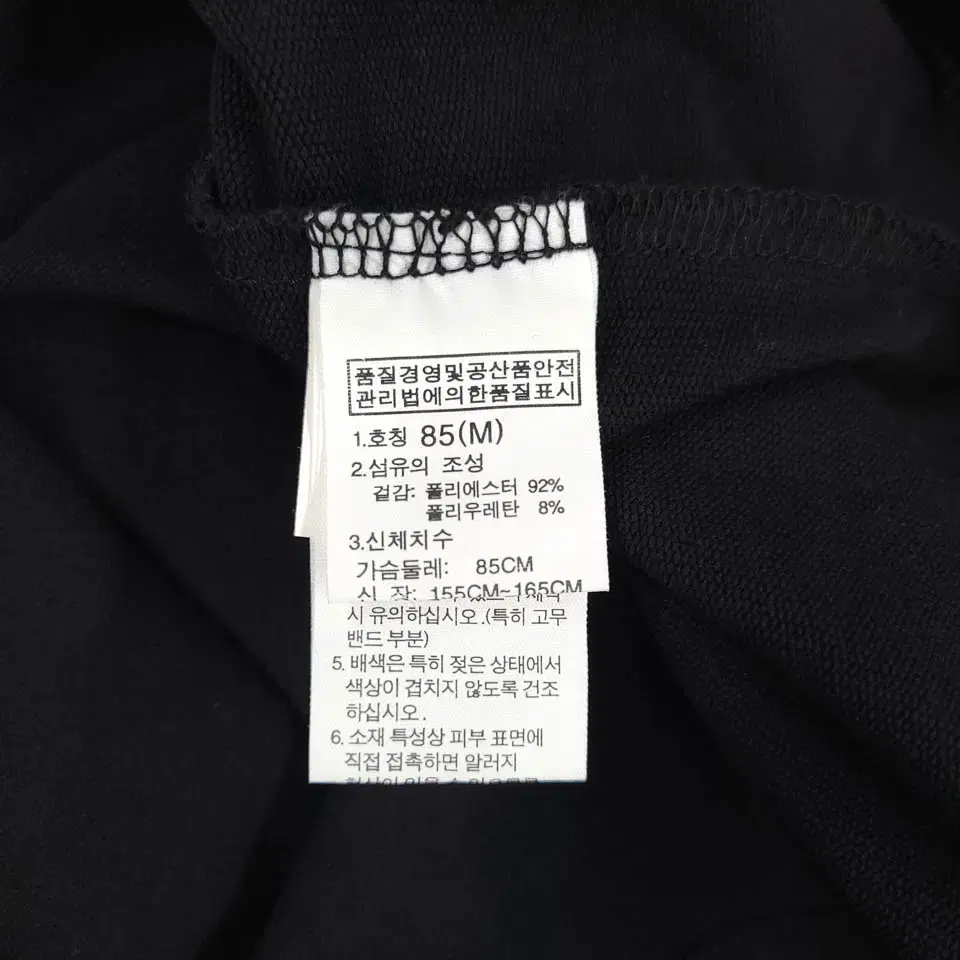 품질경영및공산품안전
관리법에의한품질표시
1.호칭 85(M)
2.섬유의 조성
겉감: 폴리에스터 92%
폴리우레탄 8%
3.신체치수
가슴둘레: 85CM
신 장: 155CM~165CM
시 유의하십시오.(특히 고무
밴드 부분)
5. 배색은 특히 젖은 상태에서
색상이 겹치지 않도록 건조
하십시오.
6. 소재 특성상 피부 표면에
직접 접촉하면 알러지